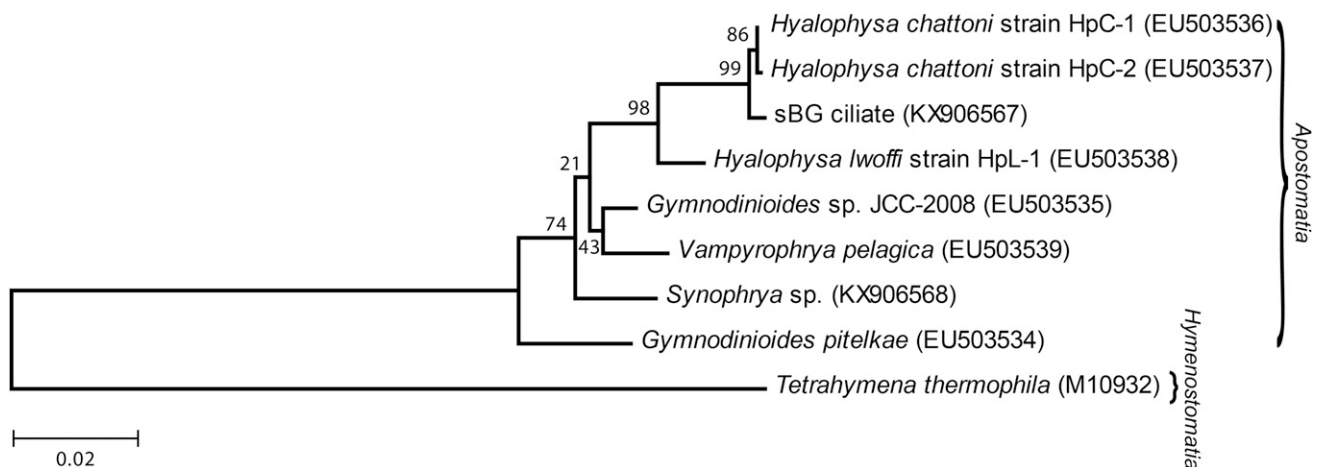 86
Hyalophysa chattoni strain HpC-1 (EU503536)
99
Hyalophysa chattoni strain HpC-2 (EU503537)
98
sBG ciliate (KX906567)
Hyalophysa lwoffi strain HpL-1 (EU503538)
21
Gymnodinioides sp. JCC-2008 (EU503535)
74
43
Vampyrophrya pelagica (EU503539)
Synophrya sp. (KX906568)
Gymnodinioides pitelkae (EU503534)
Tetrahymena thermophila (M10932)
Apostomatia
Hymenostomatia
0.02